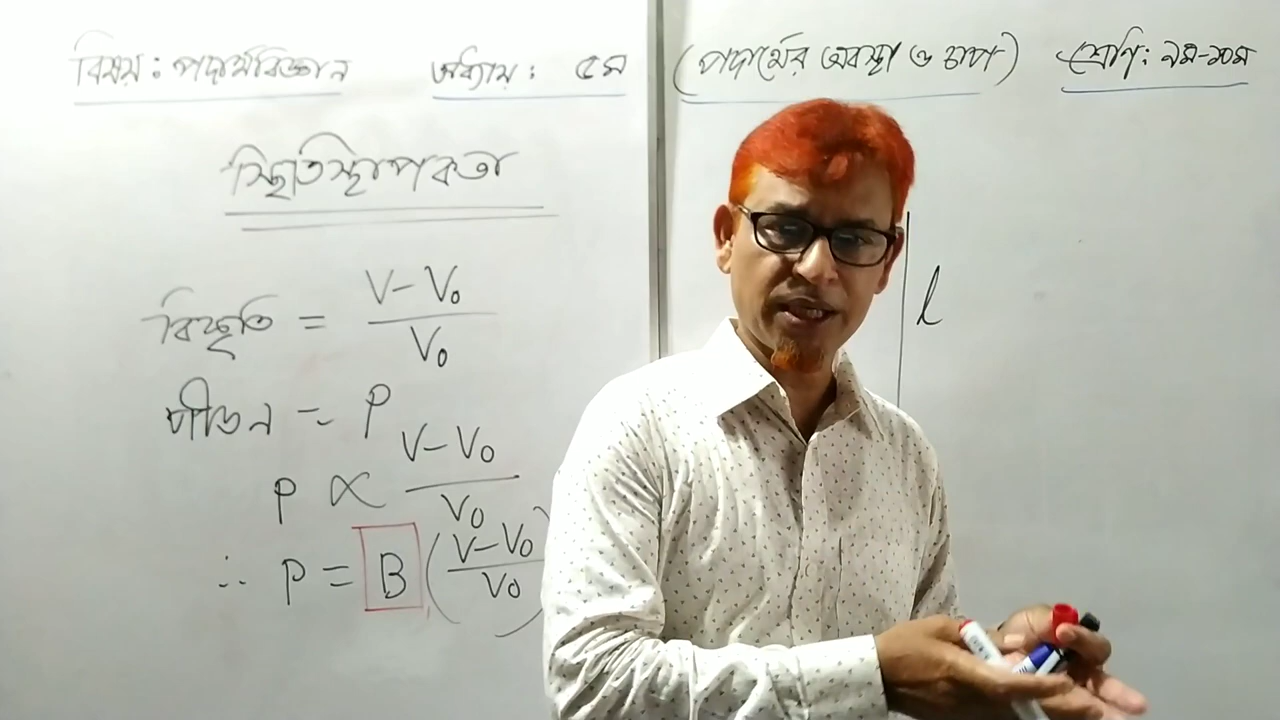 বিষয়: পদার্থবিজ্ঞান অধ্যায়: ৫ম (পদার্থের অবস্থা ও চাপ) শ্রেণি: ৯ম-১০ম
স্থিতিস্থাপকতা
বিকৃতি = (V - V₀) / V₀
l
পীড়ন = P
P ∝ (V - V₀) / V₀
∴ P = B ((V - V₀) / V₀)